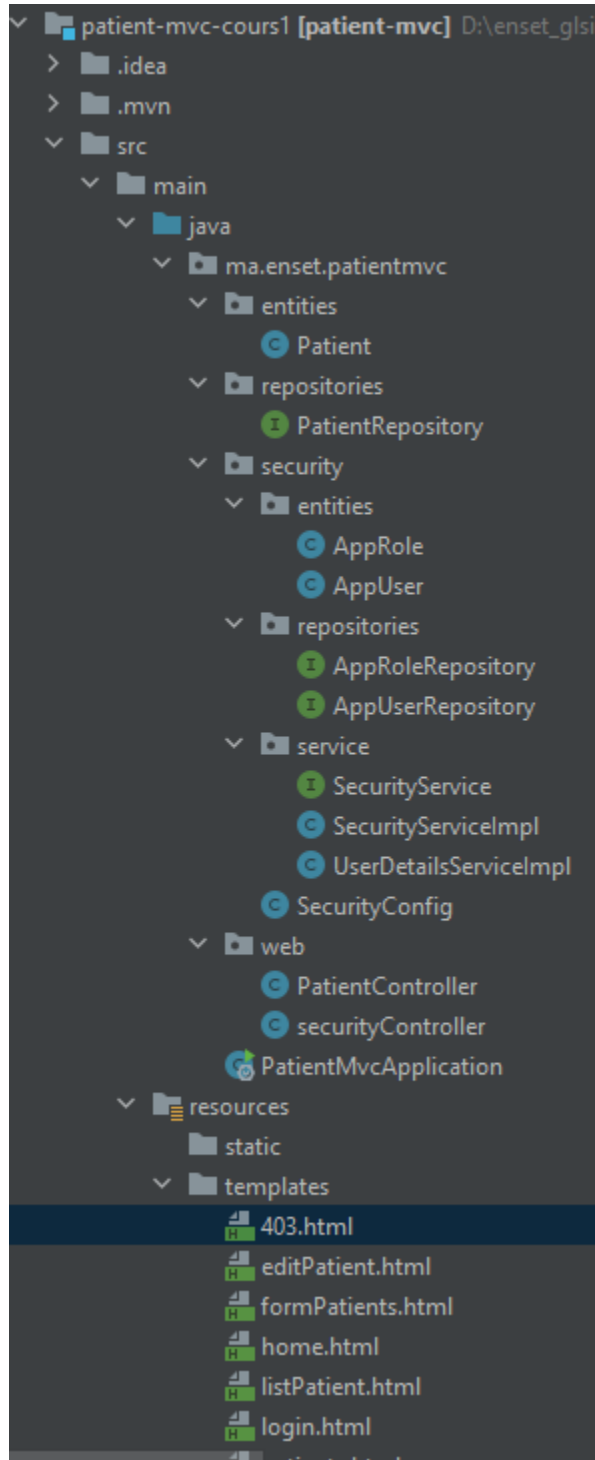 patient-mvc-cours1 [patient-mvc] D:\enset_glsi
.idea
.mvn
src
main
java
ma.enset.patientmvc
entities
C Patient
repositories
I PatientRepository
security
entities
C AppRole
C AppUser
repositories
I AppRoleRepository
I AppUserRepository
service
I SecurityService
C SecurityServiceImpl
C UserDetailsServiceImpl
C SecurityConfig
web
C PatientController
C securityController
PatientMvcApplication
resources
static
templates
H 403.html
H editPatient.html
H formPatients.html
H home.html
H listPatient.html
H login.html